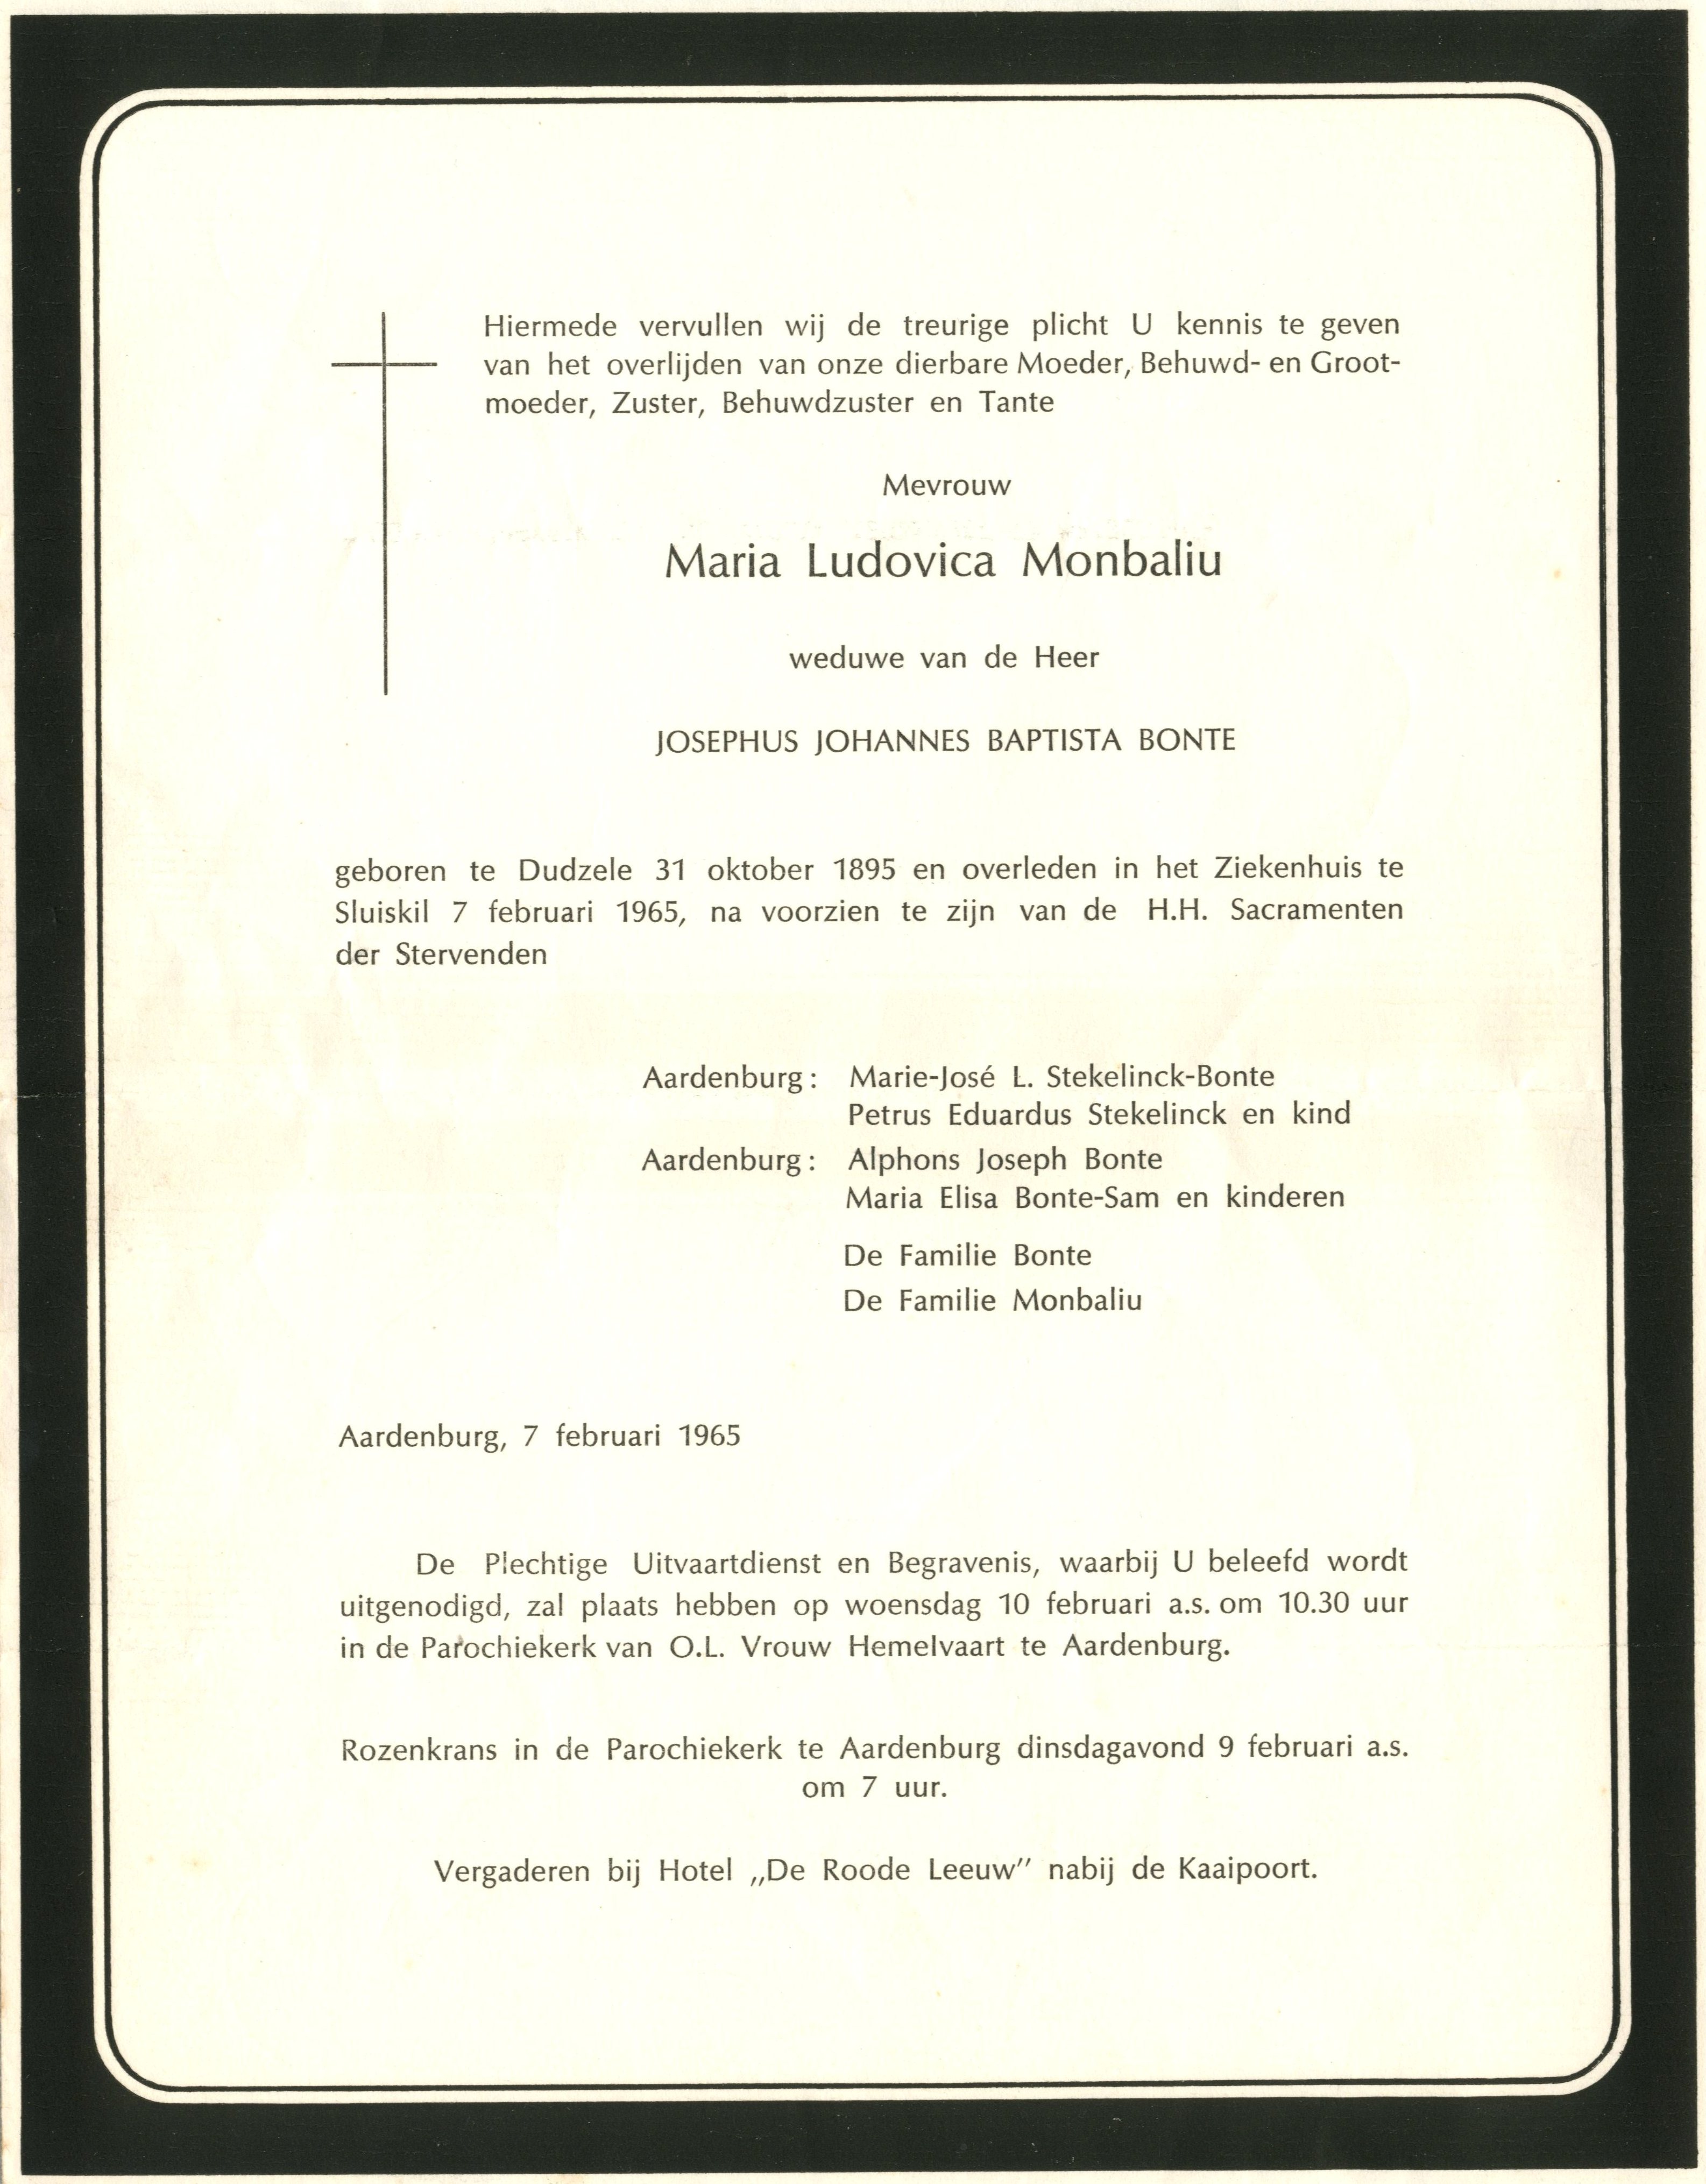 Hiermede vervullen wij de treurige plicht U kennis te geven
van het overlijden van onze dierbare Moeder, Behuwd- en Groot-
moeder, Zuster, Behuwdzuster en Tante
Mevrouw
Maria Ludovica Monbaliu
weduwe van de Heer
JOSEPHUS JOHANNES BAPTISTA BONTE
geboren te Dudzele 31 oktober 1895 en overleden in het Ziekenhuis te
Sluiskil 7 februari 1965, na voorzien te zijn van de H.H. Sacramenten
der Stervenden
Aardenburg: Marie-José L. Stekelinck-Bonte
Petrus Eduardus Stekelinck en kind
Aardenburg: Alphons Joseph Bonte
Maria Elisa Bonte-Sam en kinderen
De Familie Bonte
De Familie Monbaliu
Aardenburg, 7 februari 1965
De Plechtige Uitvaartdienst en Begravenis, waarbij U beleefd wordt
uitgenodigd, zal plaats hebben op woensdag 10 februari a.s. om 10.30 uur
in de Parochiekerk van O.L. Vrouw Hemelvaart te Aardenburg.
Rozenkrans in de Parochiekerk te Aardenburg dinsdagavond 9 februari a.s.
om 7 uur.
Vergaderen bij Hotel „De Roode Leeuw” nabij de Kaaipoort.